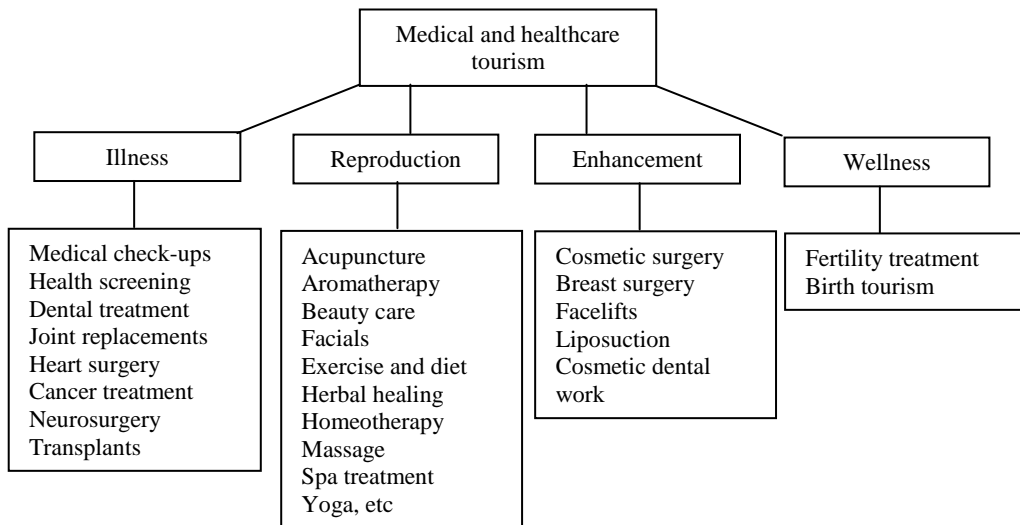 Medical and healthcare
tourism
Illness
Reproduction
Enhancement
Wellness
Medical check-ups
Health screening
Dental treatment
Joint replacements
Heart surgery
Cancer treatment
Neurosurgery
Transplants
Acupuncture
Aromatherapy
Beauty care
Facials
Exercise and diet
Herbal healing
Homeotherapy
Massage
Spa treatment
Yoga, etc
Cosmetic surgery
Breast surgery
Facelifts
Liposuction
Cosmetic dental
work
Fertility treatment
Birth tourism